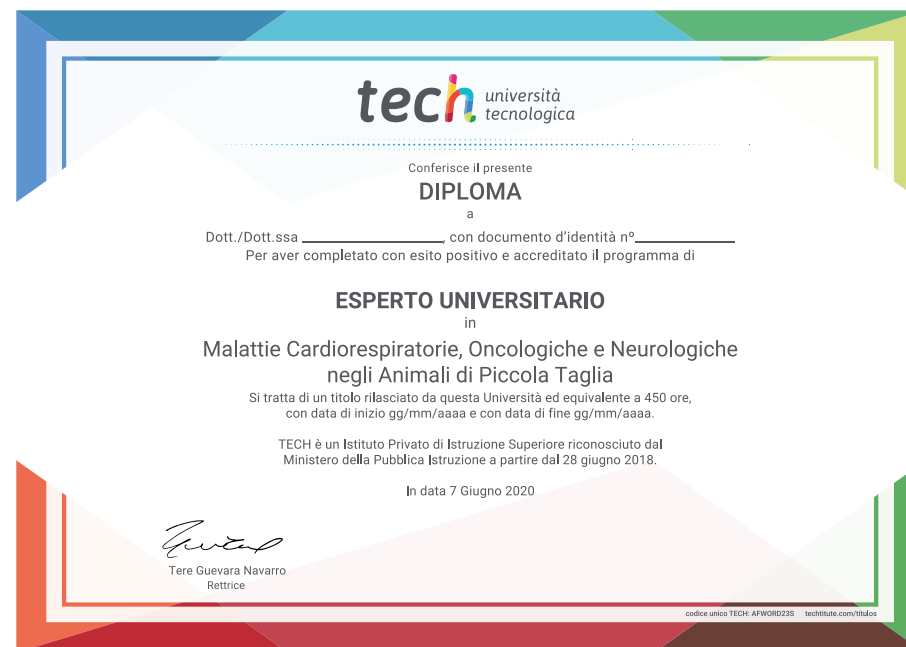 tech università
tecnologica
Conferisce il presente
DIPLOMA
a
Dott./Dott.ssa ____________________, con documento d'identità nº______________
Per aver completato con esito positivo e accreditato il programma di
ESPERTO UNIVERSITARIO
in
Malattie Cardiorespiratorie, Oncologiche e Neurologiche
negli Animali di Piccola Taglia
Si tratta di un titolo rilasciato da questa Università ed equivalente a 450 ore,
con data di inizio gg/mm/aaaa e con data di fine gg/mm/aaaa.
TECH è un Istituto Privato di Istruzione Superiore riconosciuto dal
Ministero della Pubblica Istruzione a partire dal 28 giugno 2018.
In data 7 Giugno 2020
Tere Guevara Navarro
Rettrice
codice unico TECH: AFWORD23S techtitute.com/titulos